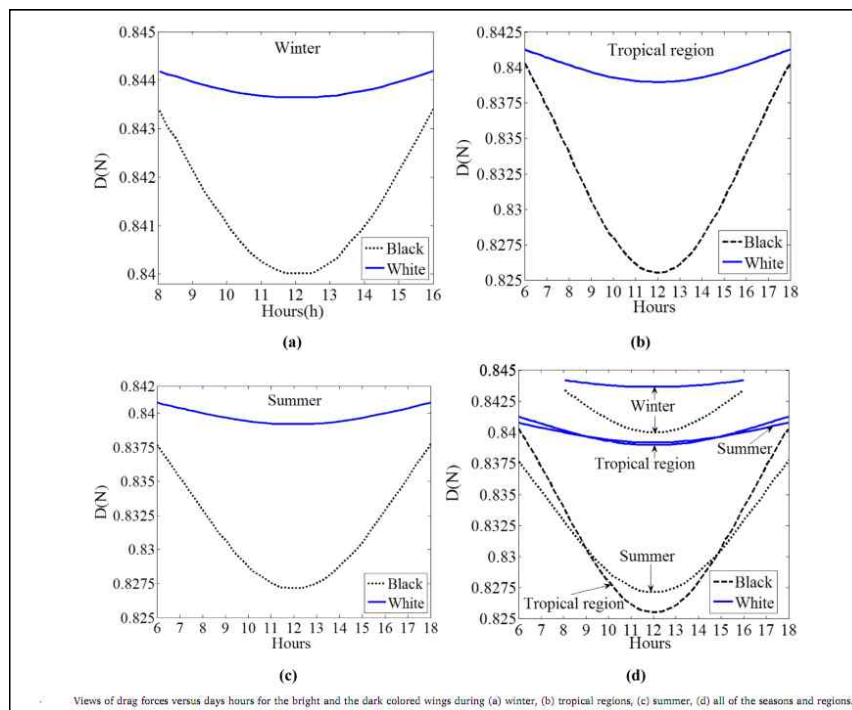 0.845
0.844
0.843
0.842
0.841
0.84
D(N)
Winter
Black
White
8 9 10 11 12 13 14 15 16
Hours(h)
(a)
0.8425
0.84
0.8375
0.835
0.8325
0.83
0.8275
0.825
D(N)
Tropical region
Black
White
6 7 8 9 10 11 12 13 14 15 16 17 18
Hours
(b)
0.842
0.84
0.8375
0.835
0.8325
0.83
0.8275
0.825
D(N)
Summer
Black
White
6 7 8 9 10 11 12 13 14 15 16 17 18
Hours
(c)
0.845
0.8425
0.84
0.8375
0.835
0.8325
0.83
0.8275
0.825
D(N)
Winter
Summer
Tropical region
Summer
Tropical region
Black
White
6 7 8 9 10 11 12 13 14 15 16 17 18
Hours
(d)
Views of drag forces versus days hours for the bright and the dark colored wings during (a) winter, (b) tropical regions, (c) summer, (d) all of the seasons and regions.